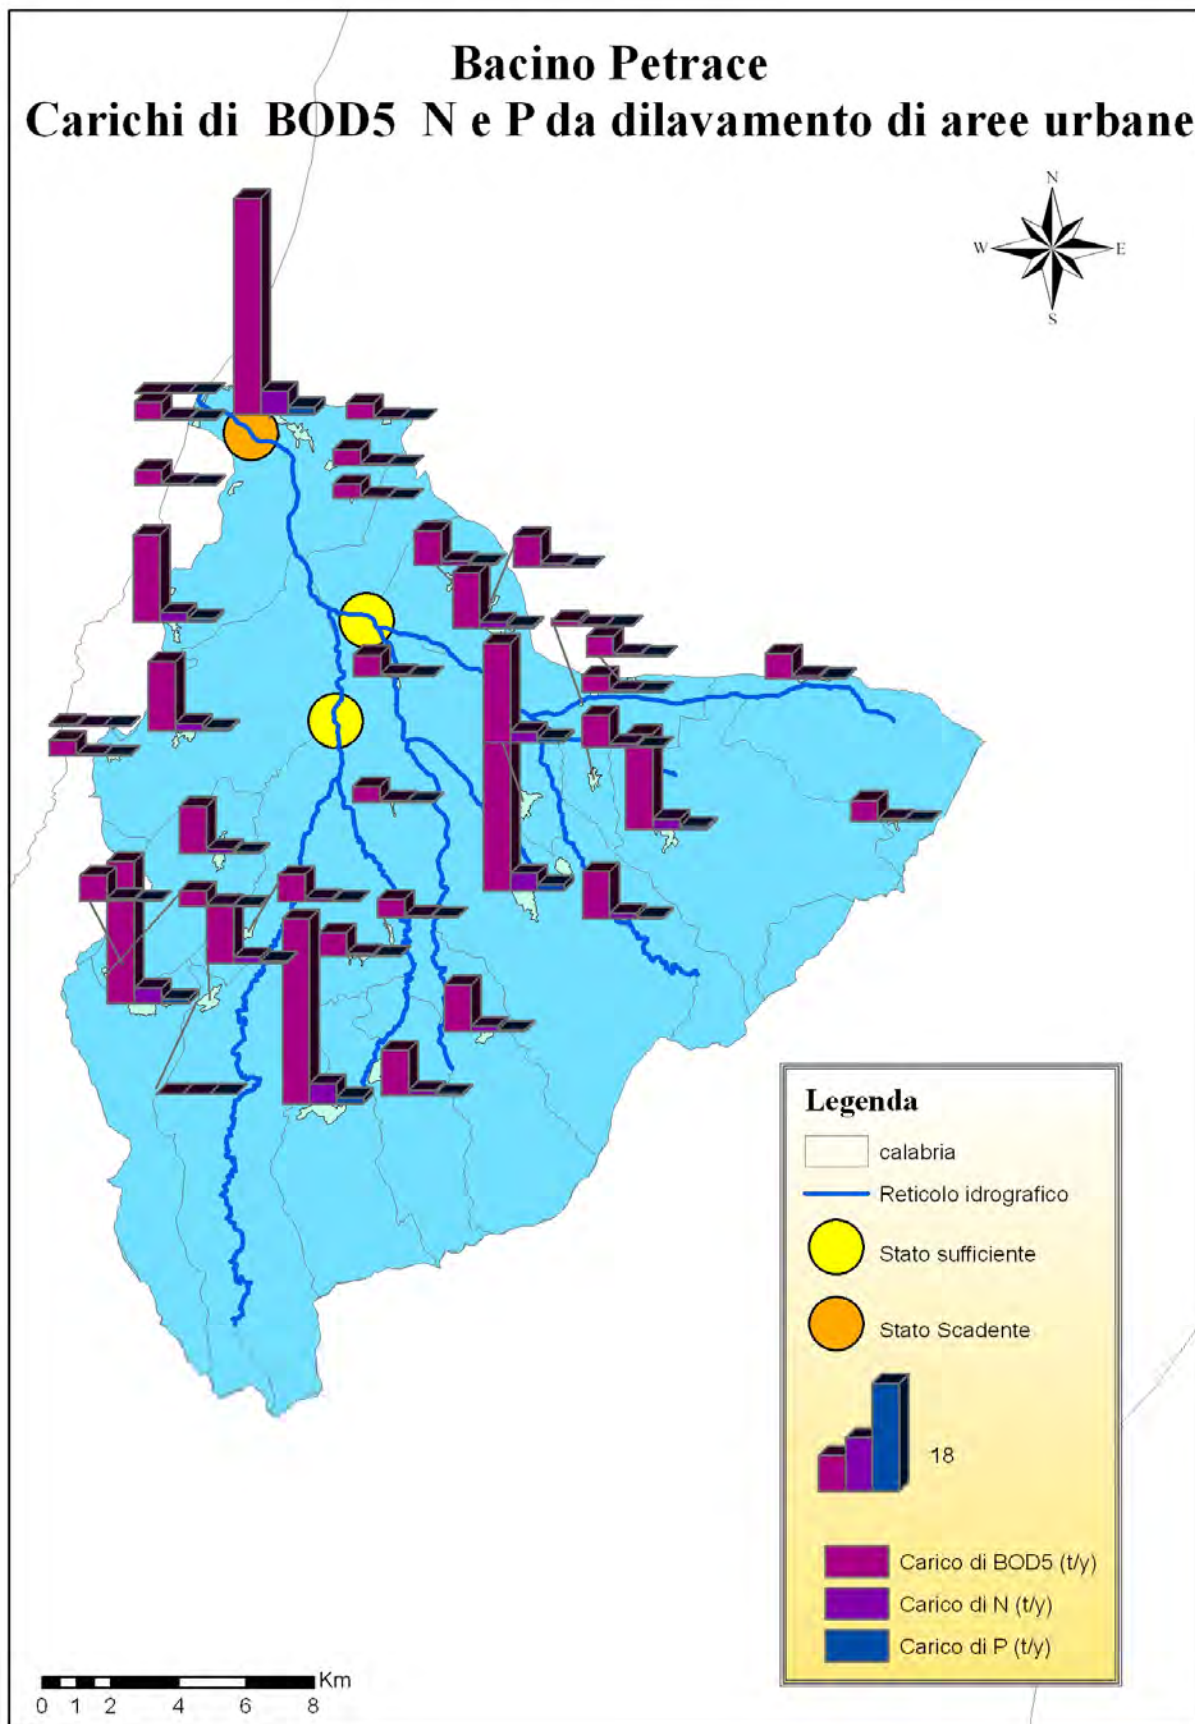 Bacino Petrace
Carichi di BOD5 N e P da dilavamento di aree urbane
N
W E
S
Legenda
calabria
Reticolo idrografico
Stato sufficiente
Stato Scadente
18
Carico di BOD5 (t/y)
Carico di N (t/y)
Carico di P (t/y)
Km
0 1 2 4 6 8